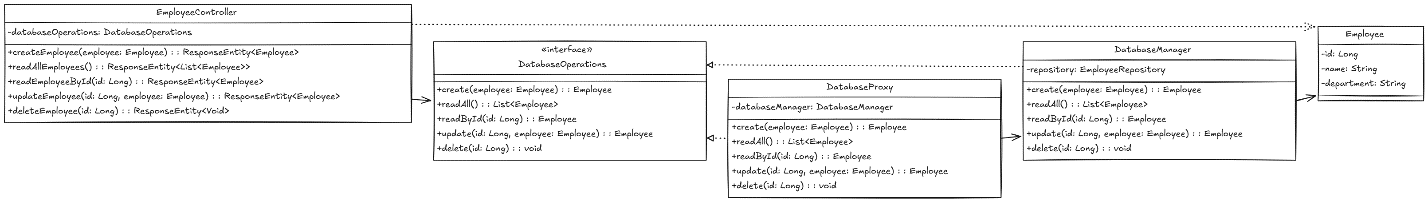 EmployeeController
-databaseOperations: DatabaseOperations
+createEmployee(employee: Employee) : : ResponseEntity<Employee>
+readAllEmployees() : : ResponseEntity<List<Employee>>
+readEmployeeById(id: Long) : : ResponseEntity<Employee>
+updateEmployee(id: Long, employee: Employee) : : ResponseEntity<Employee>
+deleteEmployee(id: Long) : : ResponseEntity<Void>
«interface»
DatabaseOperations
+create(employee: Employee) : : Employee
+readAll() : : List<Employee>
+readById(id: Long) : : Employee
+update(id: Long, employee: Employee) : : Employee
+delete(id: Long) : : void
DatabaseProxy
-databaseManager: DatabaseManager
+create(employee: Employee) : : Employee
+readAll() : : List<Employee>
+readById(id: Long) : : Employee
+update(id: Long, employee: Employee) : : Employee
+delete(id: Long) : : void
DatabaseManager
-repository: EmployeeRepository
+create(employee: Employee) : : Employee
+readAll() : : List<Employee>
+readById(id: Long) : : Employee
+update(id: Long, employee: Employee) : : Employee
+delete(id: Long) : : void
Employee
-id: Long
-name: String
-department: String